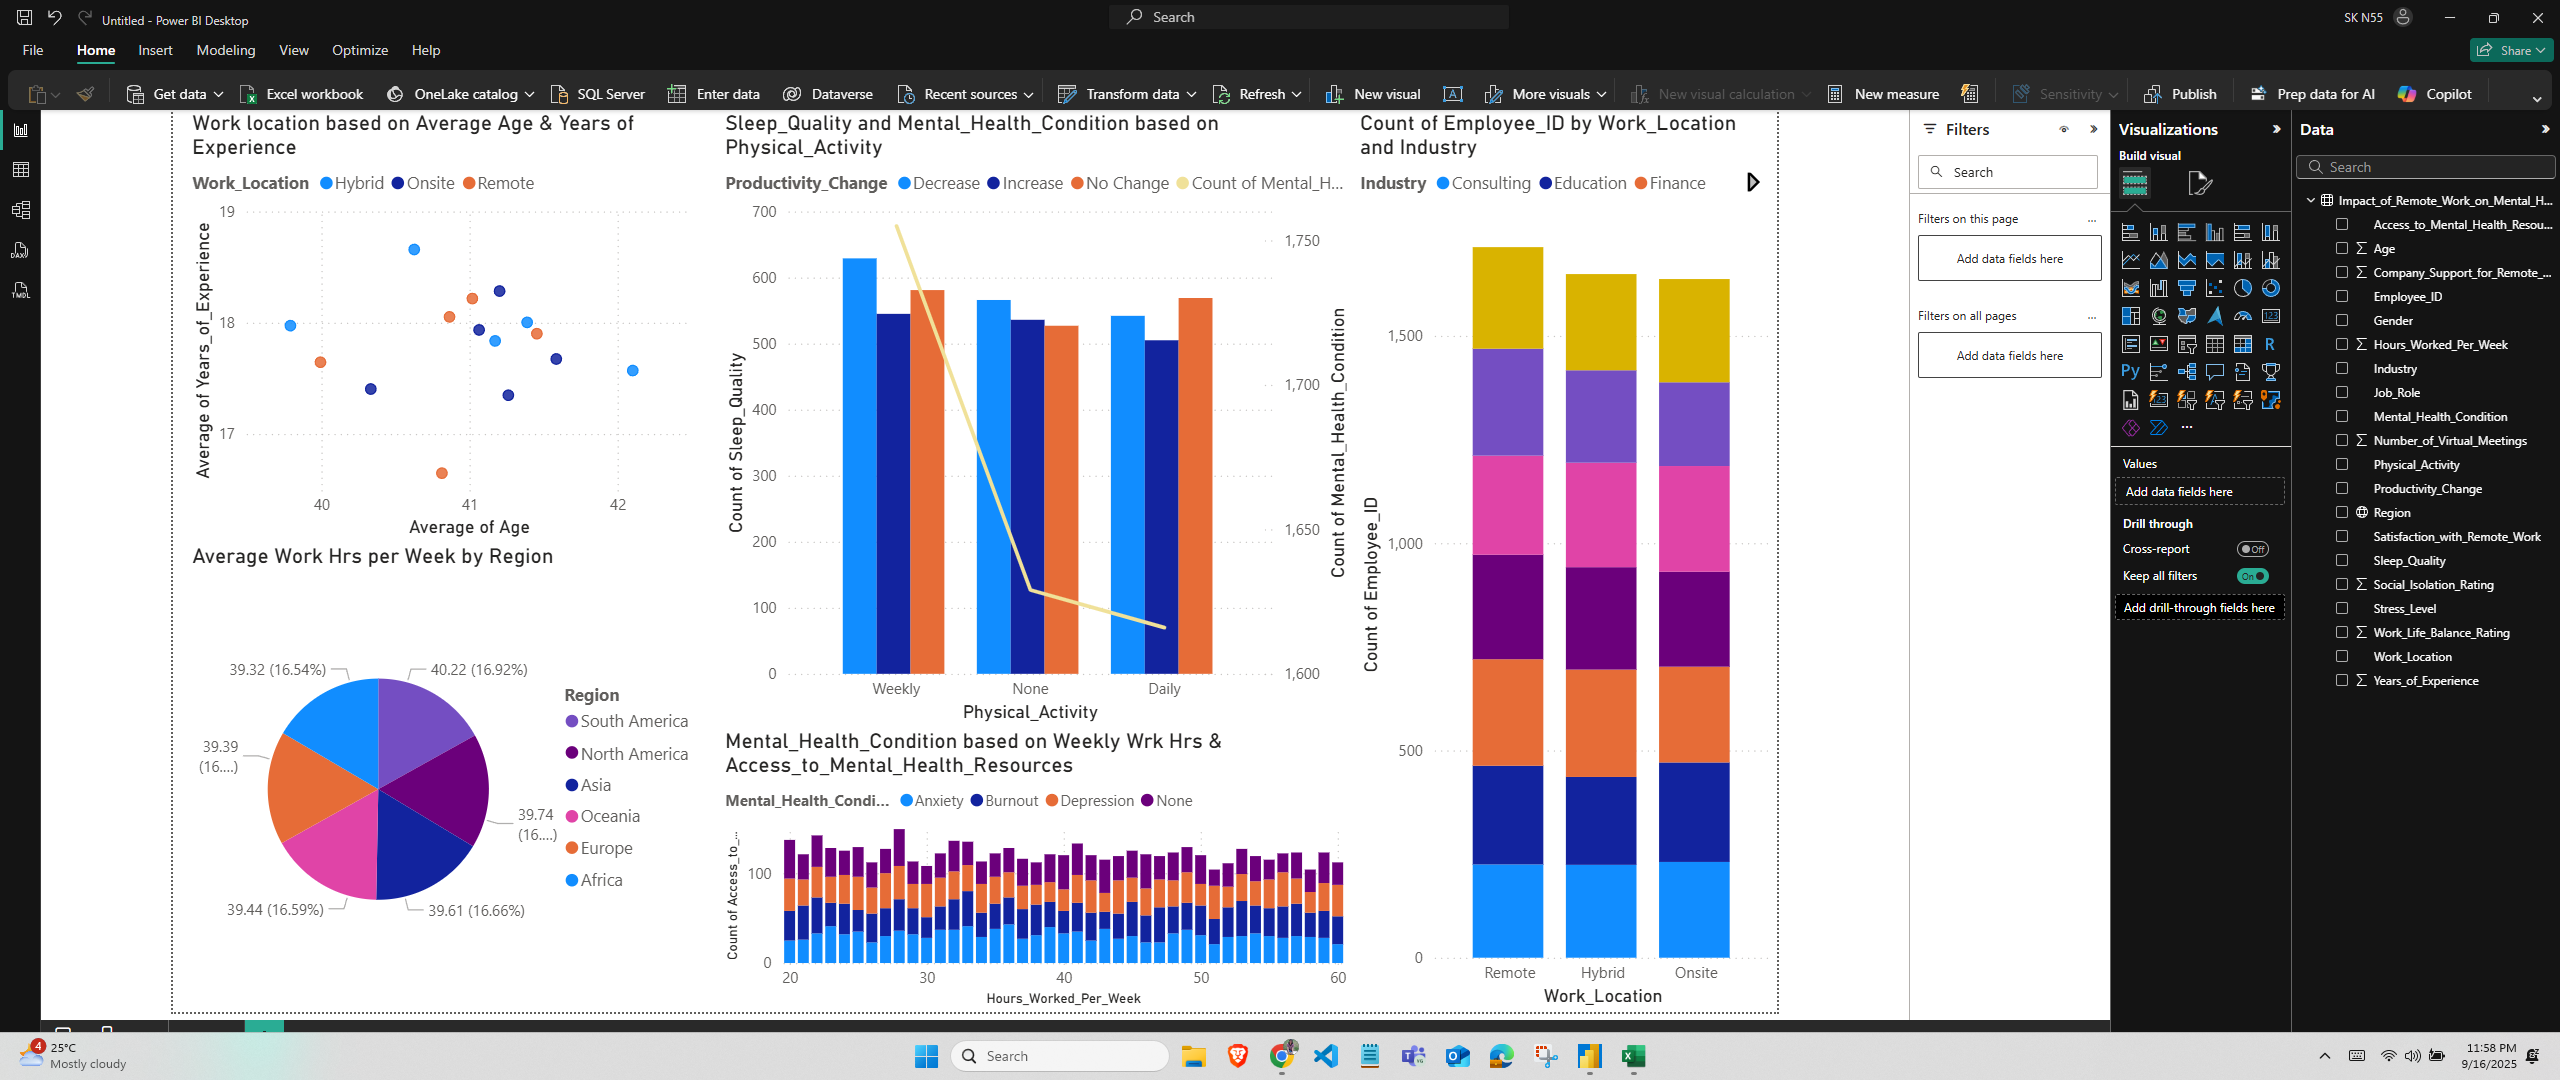 Untitled - Power BI Desktop
Search
SK N55
File
Home
Insert
Modeling
View
Optimize
Help
Share
Get data
Excel workbook
OneLake catalog
SQL Server
Enter data
Dataverse
Recent sources
Transform data
Refresh
New visual
More visuals
New visual calculation
New measure
Sensitivity
Publish
Prep data for AI
Copilot
Work location based on Average Age & Years of
Experience
Work_Location Hybrid Onsite Remote
Average of Years_of_Experience
19
18
17
40
41
42
Average of Age
Average Work Hrs per Week by Region
39.32 (16.54%)
40.22 (16.92%)
39.39
(16....)
39.74
(16....)
39.44 (16.59%)
39.61 (16.66%)
Region
South America
North America
Asia
Oceania
Europe
Africa
Sleep_Quality and Mental_Health_Condition based on
Physical_Activity
Productivity_Change Decrease Increase No Change Count of Mental_H...
Count of Sleep_Quality
700
600
500
400
300
200
100
0
1,750
1,700
1,650
1,600
Count of Mental_Health_Condition
Weekly
None
Daily
Physical_Activity
Mental_Health_Condition based on Weekly Wrk Hrs &
Access_to_Mental_Health_Resources
Mental_Health_Condi... Anxiety Burnout Depression None
Count of Access_to_...
100
0
20
30
40
50
60
Hours_Worked_Per_Week
Count of Employee_ID by Work_Location
and Industry
Industry Consulting Education Finance
Count of Employee_ID
1,500
1,000
500
0
Remote
Hybrid
Onsite
Work_Location
Filters
Search
Filters on this page
...
Add data fields here
Filters on all pages
...
Add data fields here
Visualizations
Build visual
123
R
Py
...
Values
Add data fields here
Drill through
Cross-report
Off
Keep all filters
On
Add drill-through fields here
Data
Search
Impact_of_Remote_Work_on_Mental_H...
Access_to_Mental_Health_Resou...
Age
Company_Support_for_Remote_...
Employee_ID
Gender
Hours_Worked_Per_Week
Industry
Job_Role
Mental_Health_Condition
Number_of_Virtual_Meetings
Physical_Activity
Productivity_Change
Region
Satisfaction_with_Remote_Work
Sleep_Quality
Social_Isolation_Rating
Stress_Level
Work_Life_Balance_Rating
Work_Location
Years_of_Experience
DAX
TMDL
4
25°C
Mostly cloudy
Search
11:58 PM
9/16/2025